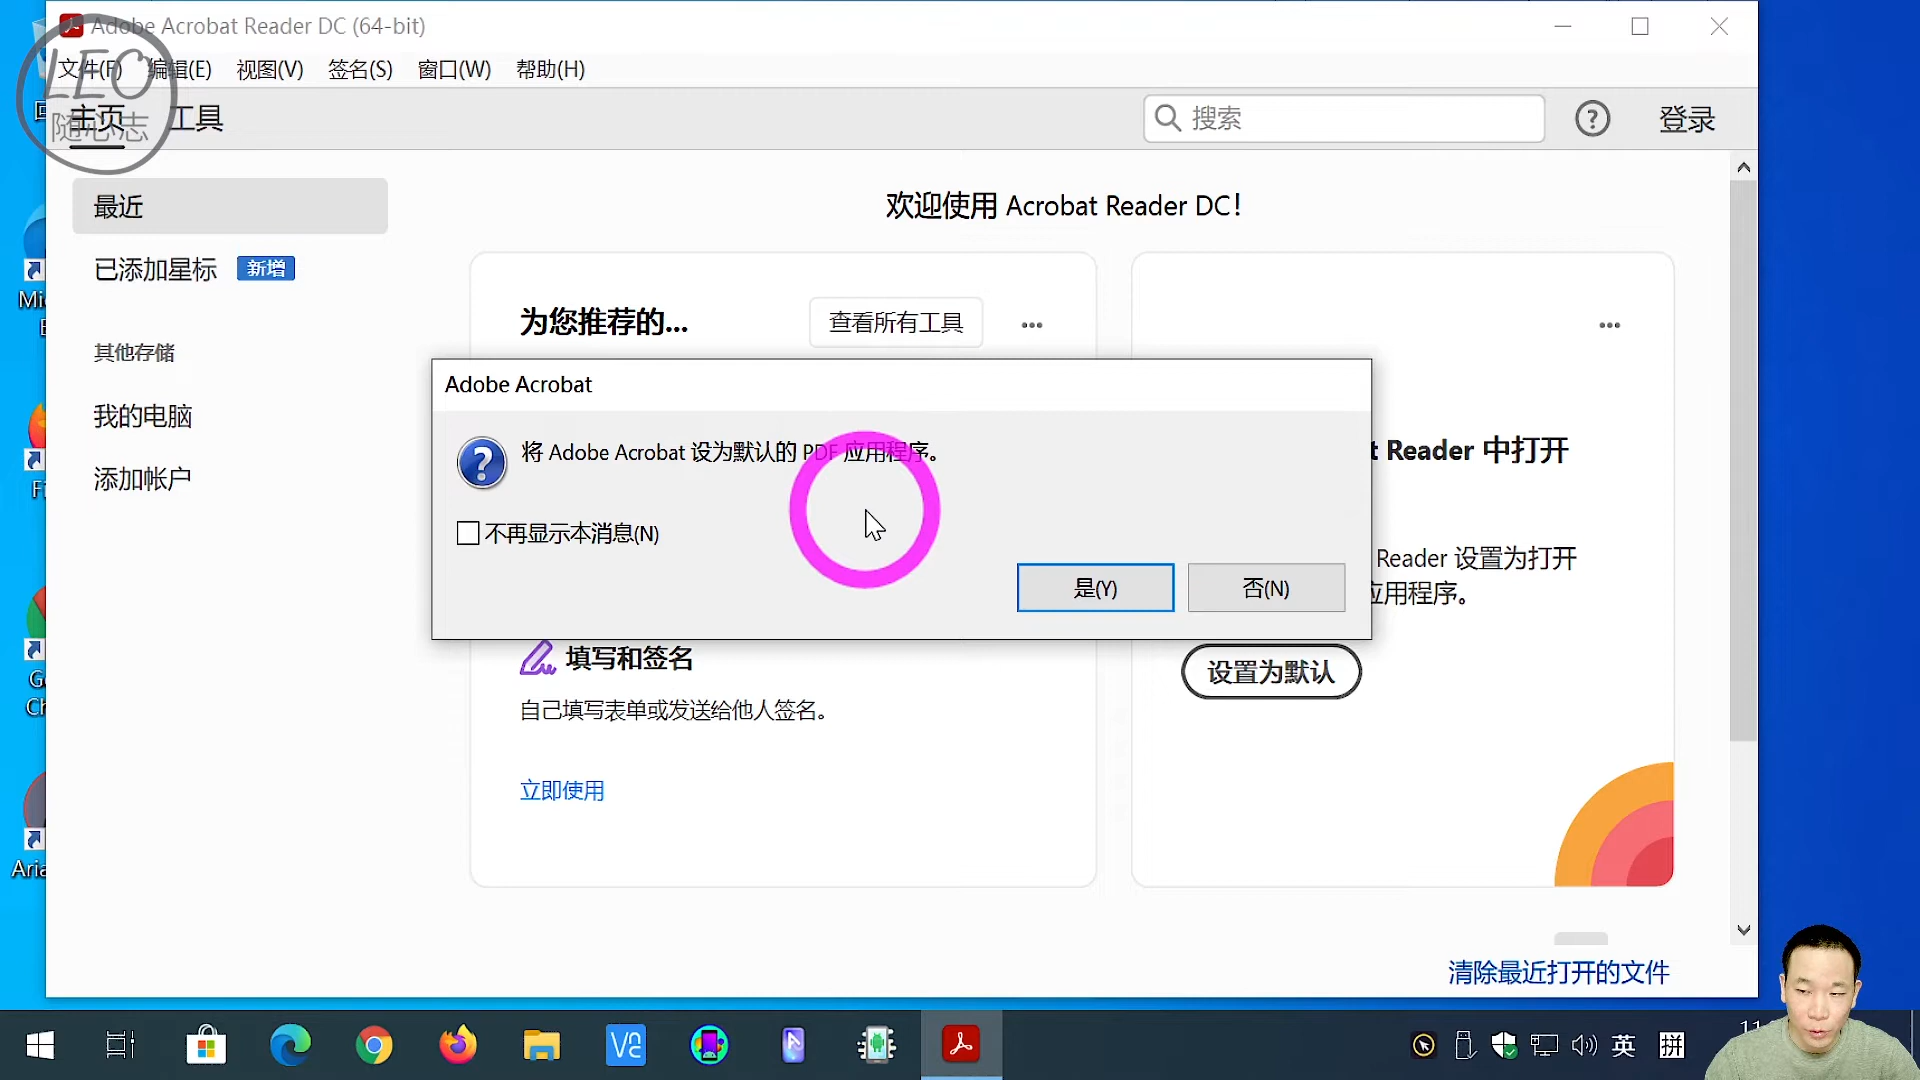 Adobe Acrobat Reader DC (64-bit)
文件(F) 编辑(E) 视图(V) 签名(S) 窗口(W) 帮助(H)
LEO
随心志
主页 工具
搜索
登录
最近
已添加星标 新增
其他存储
我的电脑
添加帐户
欢迎使用 Acrobat Reader DC!
为您推荐的...
查看所有工具
Adobe Acrobat
将 Adobe Acrobat 设为默认的 PDF 应用程序。
不再显示本消息(N)
是(Y) 否(N)
填写和签名
自己填写表单或发送给他人签名。
立即使用
Reader 中打开
Reader 设置为打开
应用程序。
设置为默认
清除最近打开的文件
英 拼